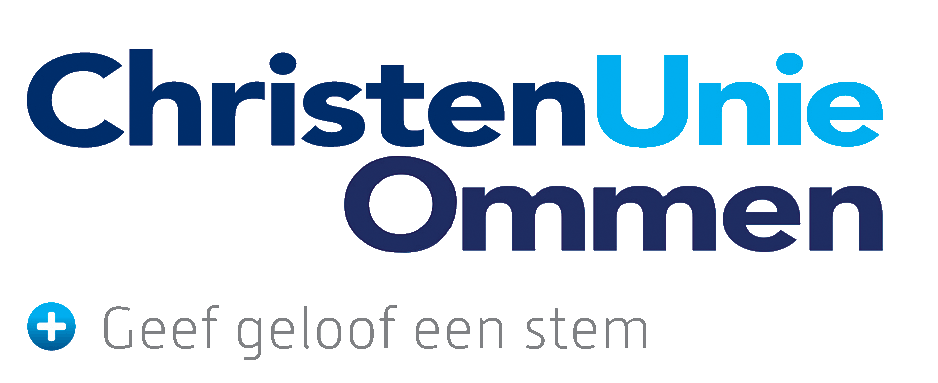 ChristenUnie
Ommen
Geef geloof een stem